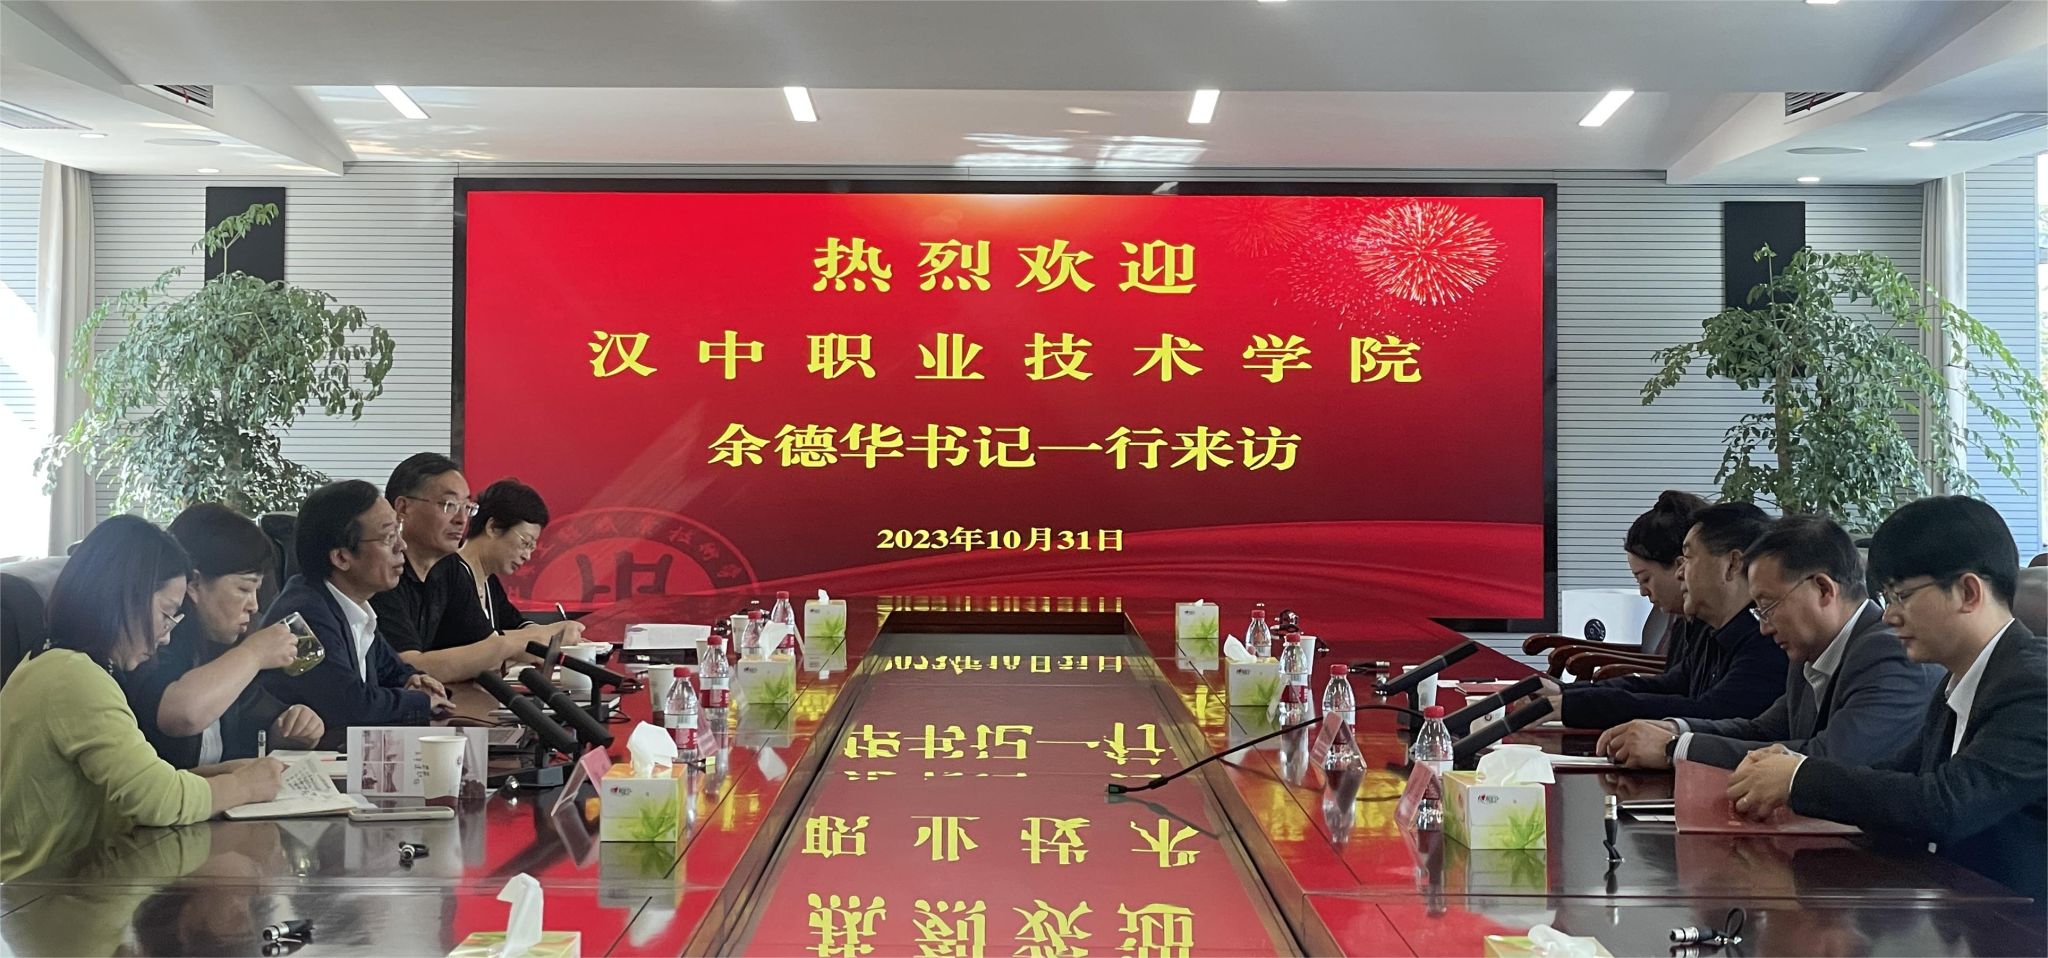 热烈欢迎
汉中职业技术学院
余德华书记一行来访
2023年10月31日